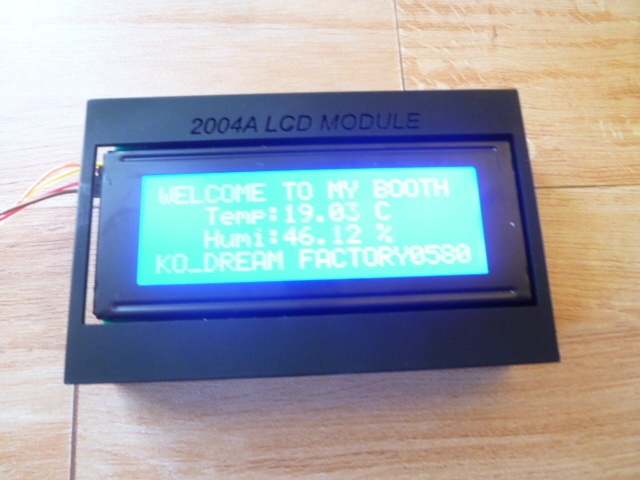 2004A LCD MODULE
WELCOME TO MY BOOTH
Temp:19.03 C
Humi:46.12 %
KO_DREAM FACTORY0580